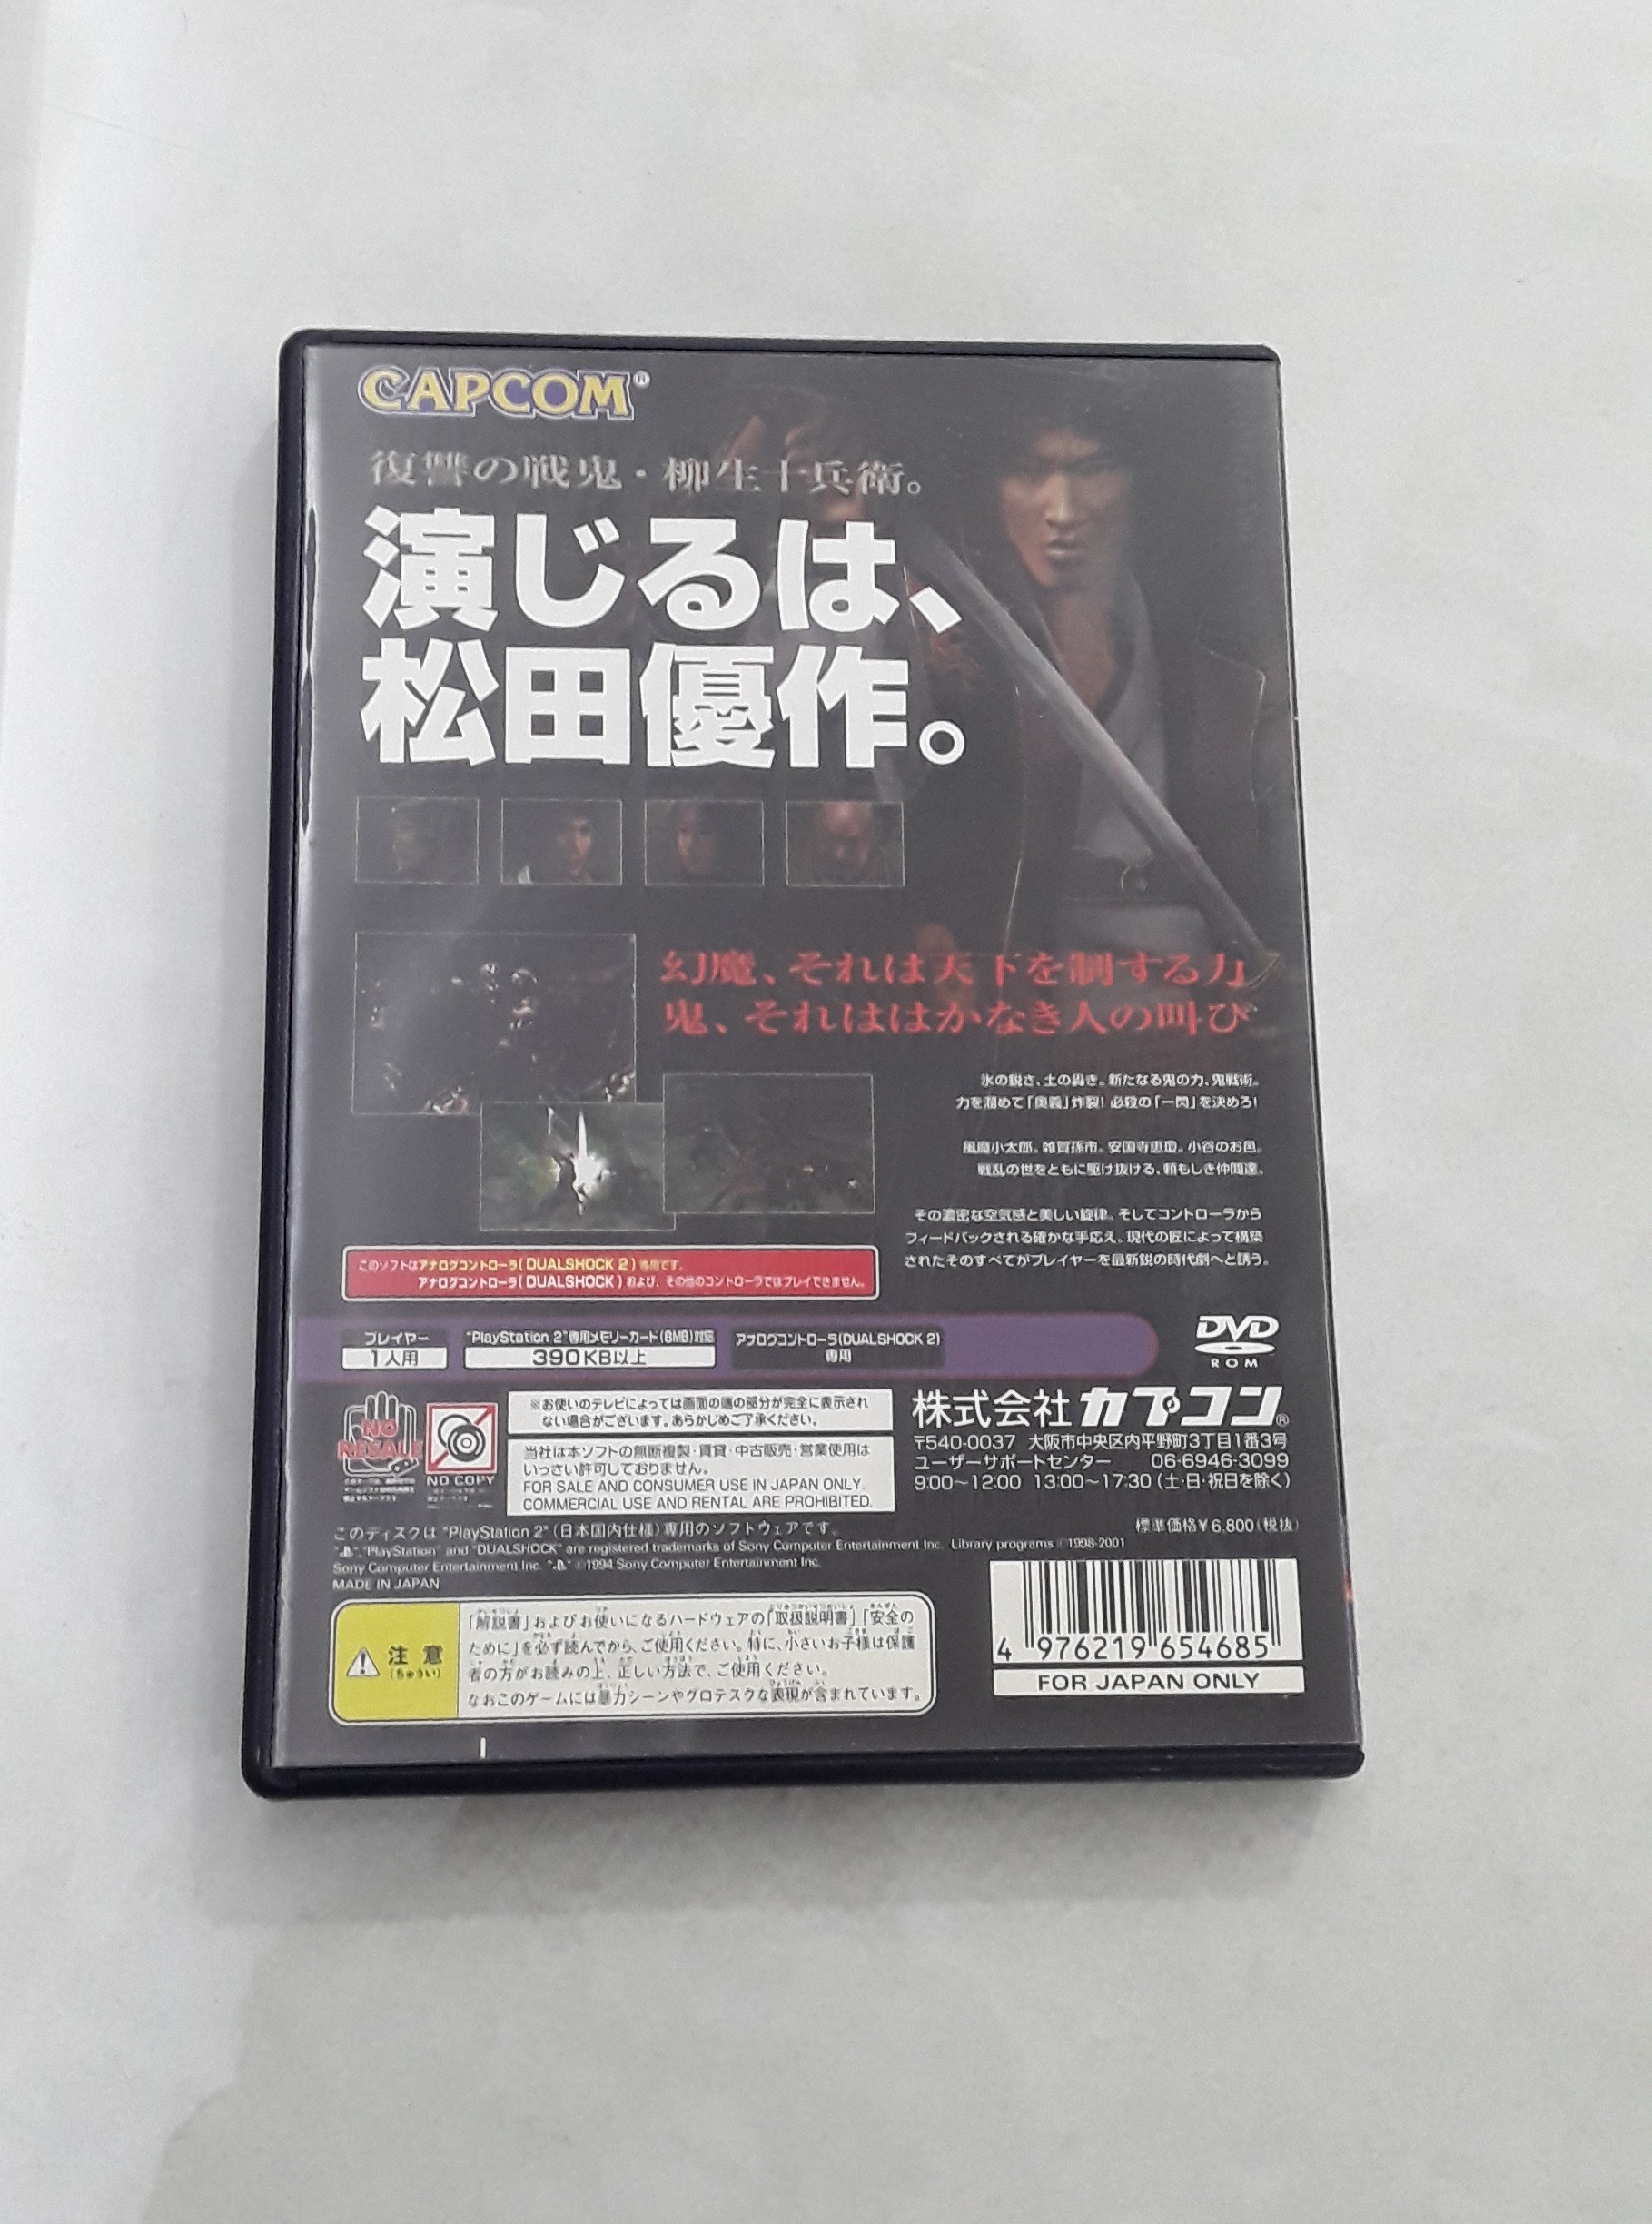 CAPCOM®
復讐の戦鬼・柳生十兵衛。
演じるは、
松田優作。
幻魔、それは天下を制する力
鬼、それははかなき人の叫び
氷の鋭さ、土の轟き。新たなる鬼の力、鬼戦術。
力を溜めて「奥義」炸裂!必殺の「一閃」を決めろ!
風魔小太郎。雑賀孫市。安国寺恵瓊。小谷のお邑。
戦乱の世をともに駆け抜ける、頼もしき仲間達。
その濃密な空気感と美しい旋律。そしてコントローラから
フィードバックされる確かな手応え。現代の匠によって構築
されたそのすべてがプレイヤーを最新鋭の時代劇へと誘う。
このソフトはアナログコントローラ(DUALSHOCK 2)専用です。
アナログコントローラ(DUALSHOCK)および、その他のコントローラではプレイできません。
プレイヤー
1人用
"PlayStation 2"専用メモリーカード(8MB)対応
390KB以上
アナログコントローラ(DUALSHOCK 2)
専用
DVD
ROM
NO
RESALE
NO COPY
※お使いのテレビによっては画面の端の部分が完全に表示され
ない場合がございます。あらかじめご了承ください。
当社は本ソフトの無断複製・賃貸・中古販売・営業使用は
いっさい許可しておりません。
FOR SALE AND CONSUMER USE IN JAPAN ONLY.
COMMERCIAL USE AND RENTAL ARE PROHIBITED.
株式会社カプコン®
〒540-0037 大阪市中央区内平野町3丁目1番3号
ユーザーサポートセンター 06-6946-3099
9:00〜12:00 13:00〜17:30(土・日・祝日を除く)
標準価格¥6,800(税抜)
このディスクは"PlayStation 2"(日本国内仕様)専用のソフトウェアです。
"PlayStation" and "DUALSHOCK" are registered trademarks of Sony Computer Entertainment Inc. Library programs ©1998-2001
Sony Computer Entertainment Inc. ©1994 Sony Computer Entertainment Inc.
MADE IN JAPAN
注意
(ちゅうい)
「解説書」およびお使いになるハードウェアの「取扱説明書」「安全の
ために」を必ず読んでから、ご使用ください。特に、小さいお子様は保護
者の方がお読みの上、正しい方法で、ご使用ください。
なおこのゲームには暴力シーンやグロテスクな表現が含まれています。
4 976219 654685
FOR JAPAN ONLY